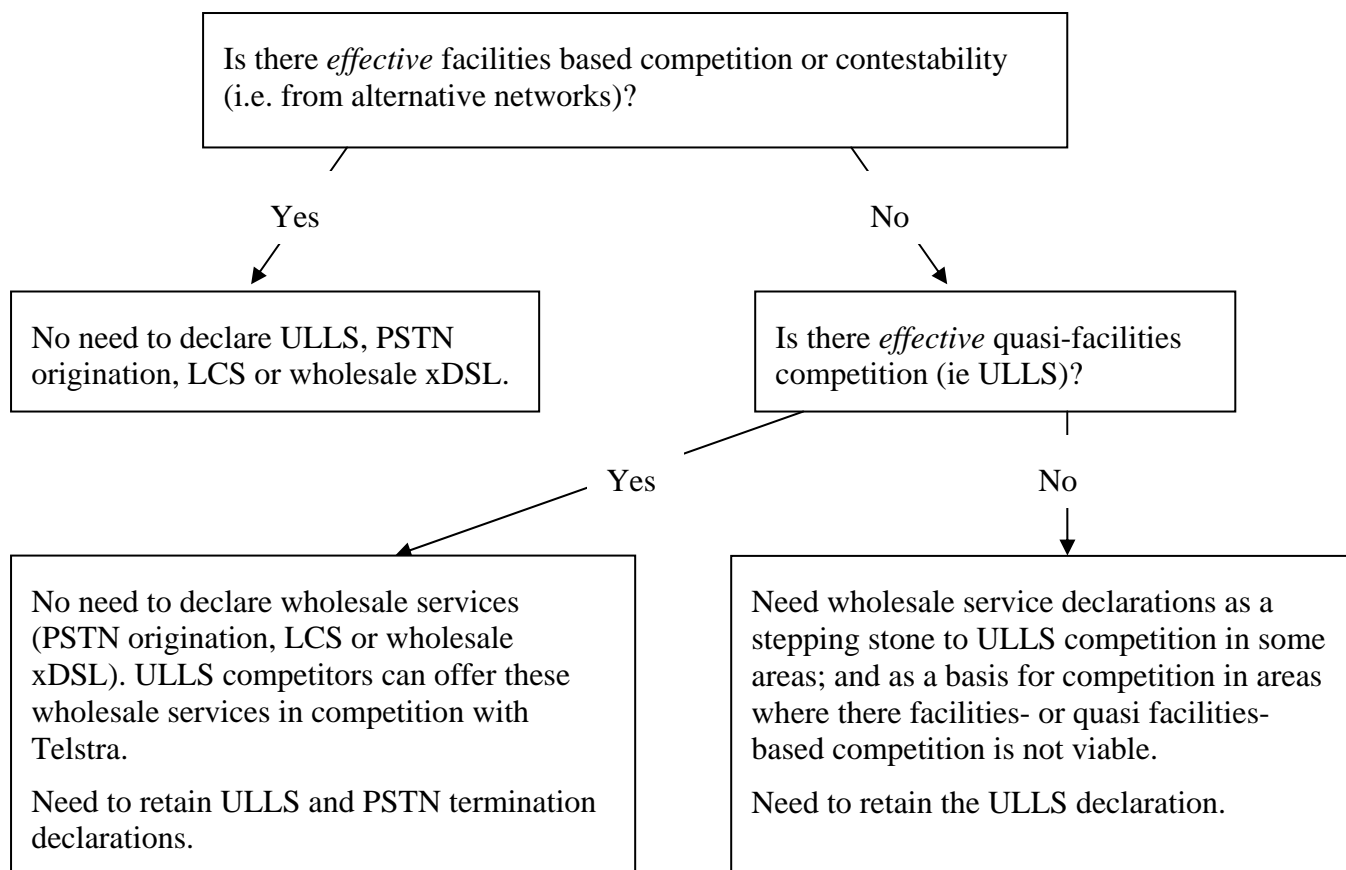 Is there effective facilities based competition or contestability
(i.e. from alternative networks)?
Yes
No
No need to declare ULLS, PSTN
origination, LCS or wholesale xDSL.
Is there effective quasi-facilities
competition (ie ULLS)?
Yes
No
No need to declare wholesale services
(PSTN origination, LCS or wholesale
xDSL). ULLS competitors can offer these
wholesale services in competition with
Telstra.
Need to retain ULLS and PSTN termination
declarations.
Need wholesale service declarations as a
stepping stone to ULLS competition in some
areas; and as a basis for competition in areas
where there facilities- or quasi facilities-
based competition is not viable.
Need to retain the ULLS declaration.